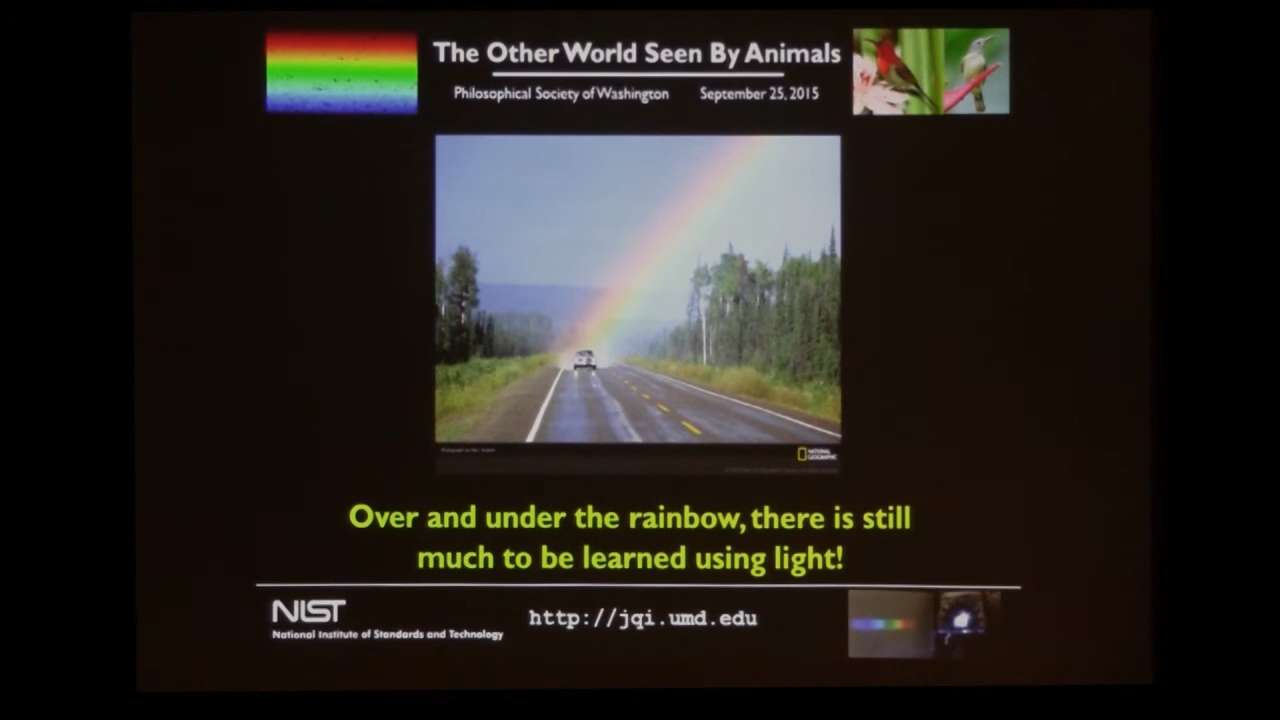 The Other World Seen By Animals
Philosophical Society of Washington September 25, 2015
NATIONAL
GEOGRAPHIC
Over and under the rainbow, there is still
much to be learned using light!
NIST
National Institute of Standards and Technology
http://jqi.umd.edu